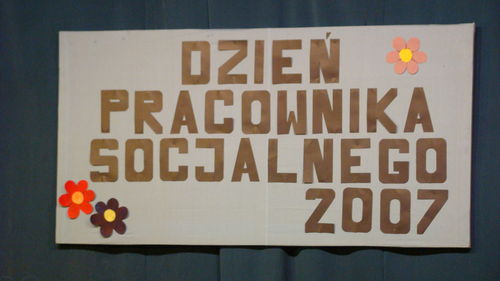 DZIEŃ
PRACOWNIKA
SOCJALNEGO
2007